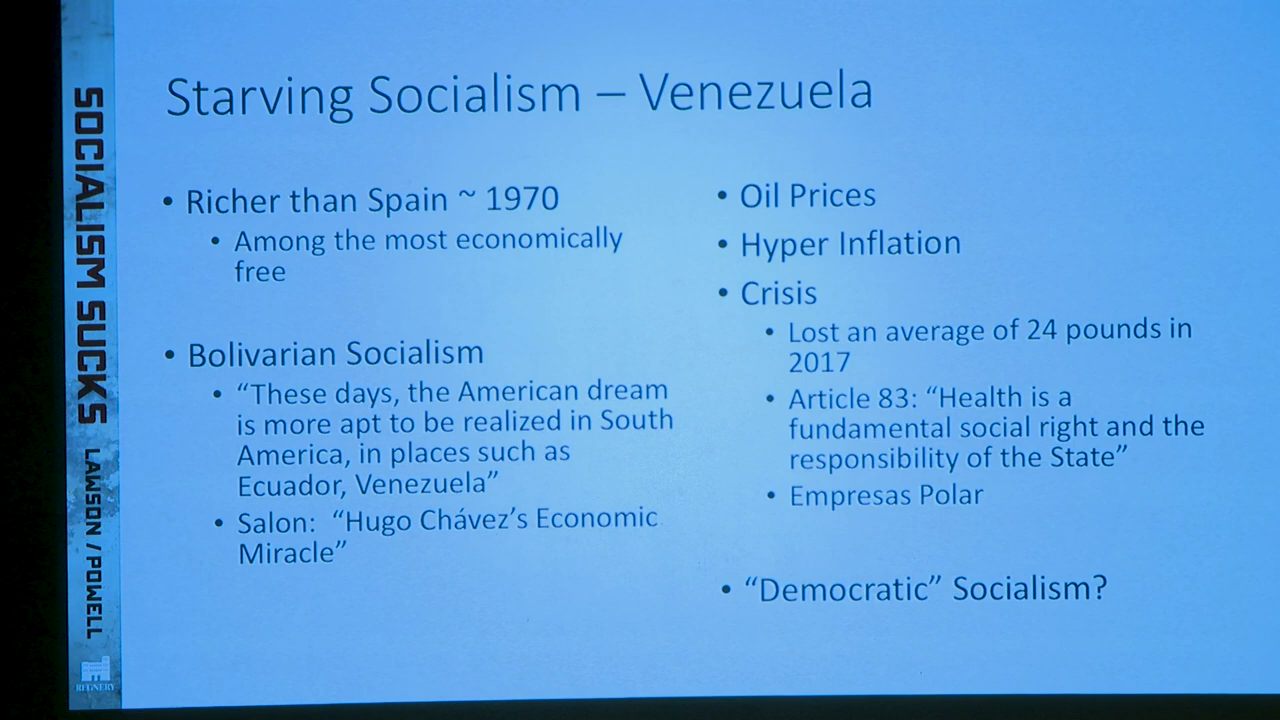 SOCIALISM SUCKS LAWSON / POWELL
REGNERY
Starving Socialism – Venezuela
• Richer than Spain ~ 1970
• Among the most economically
free
• Bolivarian Socialism
• “These days, the American dream
is more apt to be realized in South
America, in places such as
Ecuador, Venezuela”
• Salon: “Hugo Chávez’s Economic
Miracle”
• Oil Prices
• Hyper Inflation
• Crisis
• Lost an average of 24 pounds in
2017
• Article 83: “Health is a
fundamental social right and the
responsibility of the State”
• Empresas Polar
• “Democratic” Socialism?